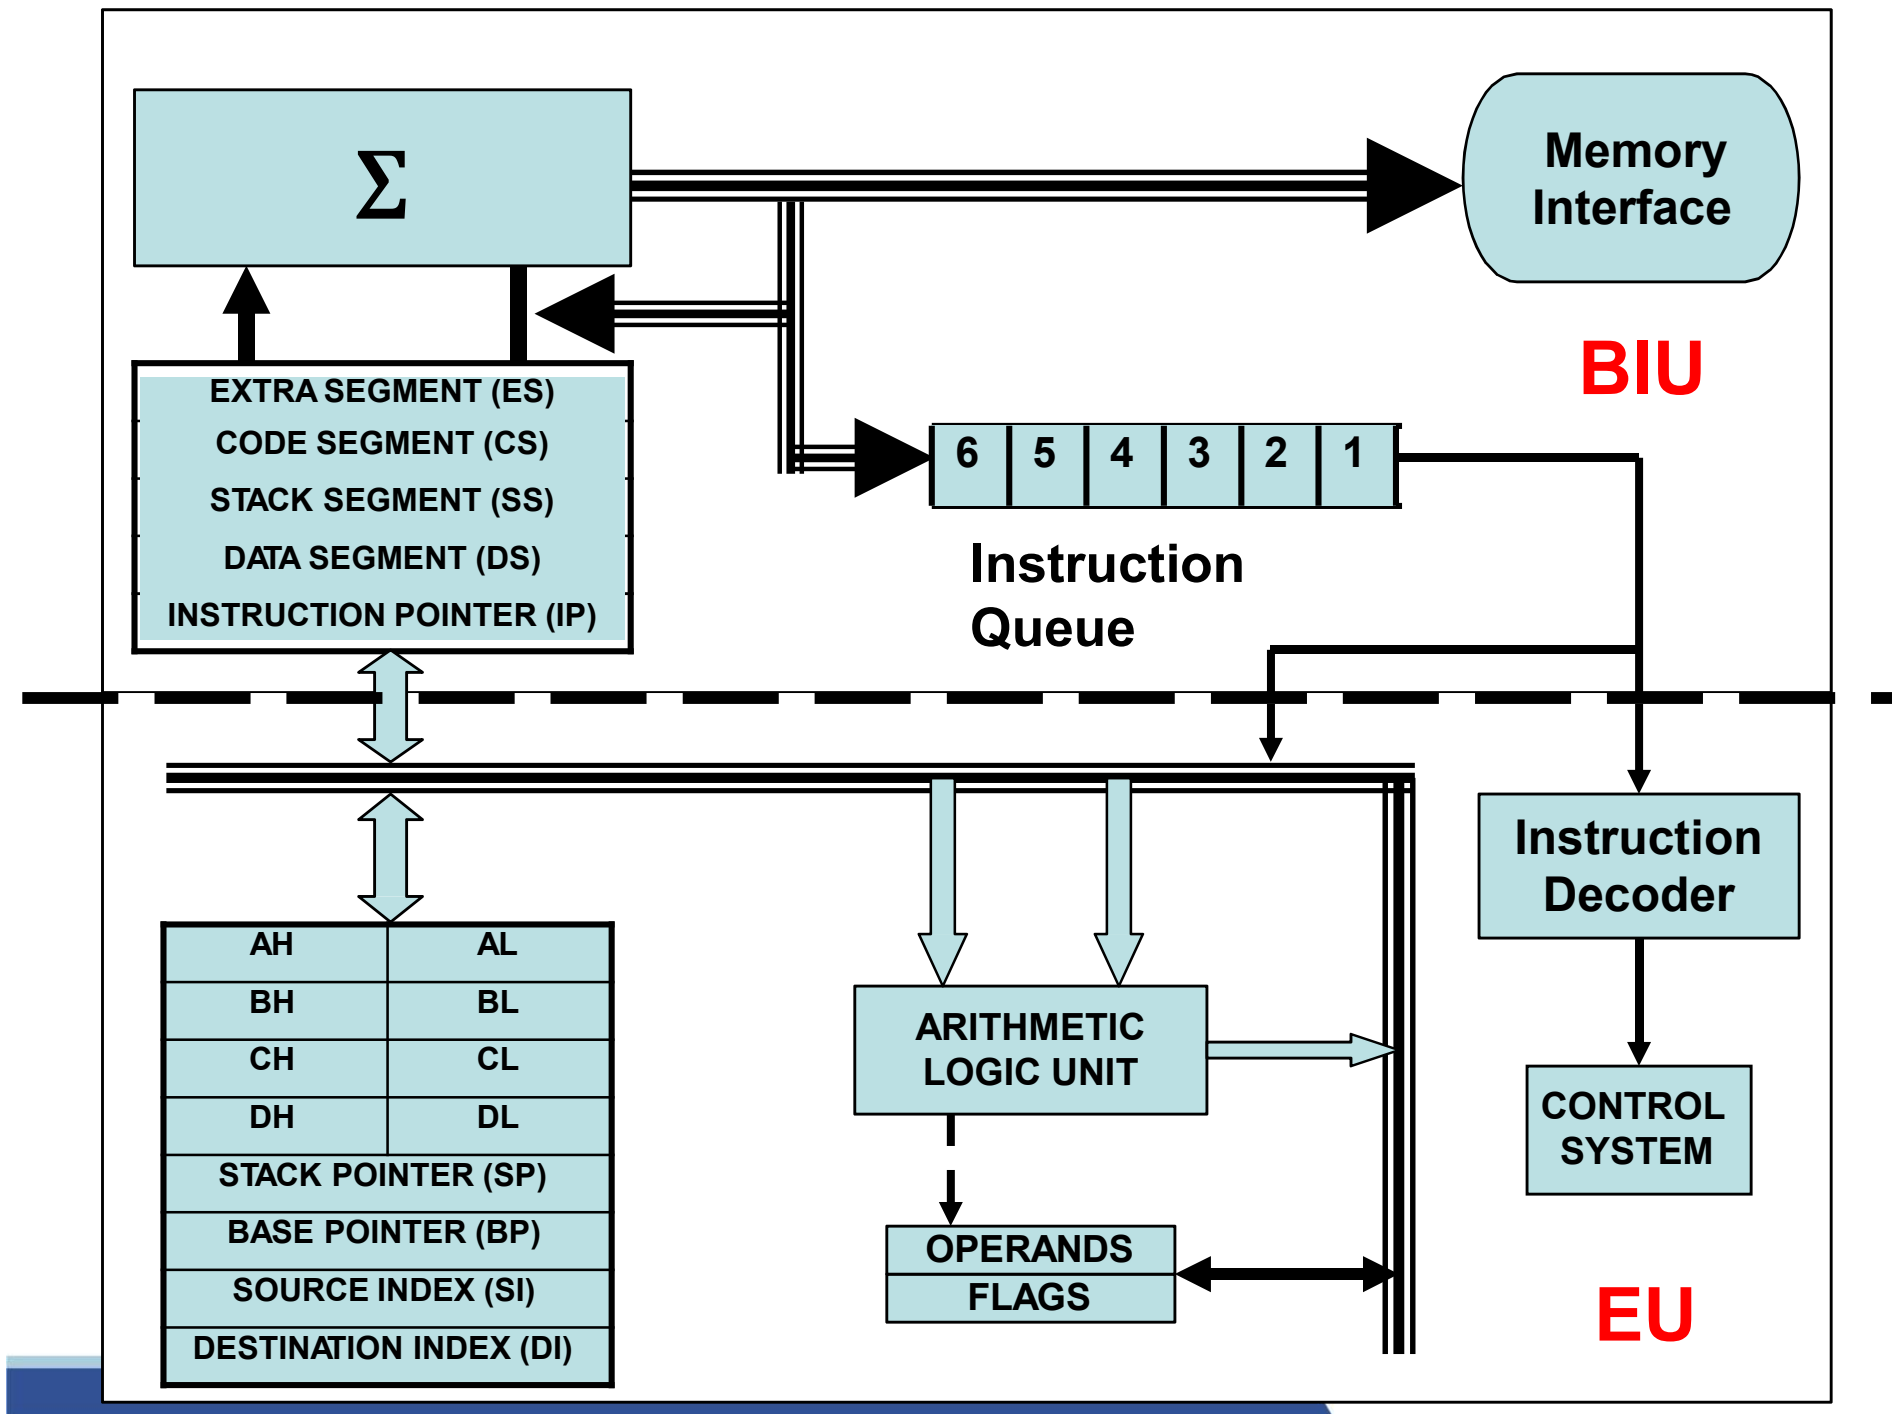 Σ
Memory
Interface
BIU
EXTRA SEGMENT (ES)
CODE SEGMENT (CS)
STACK SEGMENT (SS)
DATA SEGMENT (DS)
INSTRUCTION POINTER (IP)
6 5 4 3 2 1
Instruction
Queue
Instruction
Decoder
AH AL
BH BL
CH CL
DH DL
STACK POINTER (SP)
BASE POINTER (BP)
SOURCE INDEX (SI)
DESTINATION INDEX (DI)
ARITHMETIC
LOGIC UNIT
OPERANDS
FLAGS
CONTROL
SYSTEM
EU